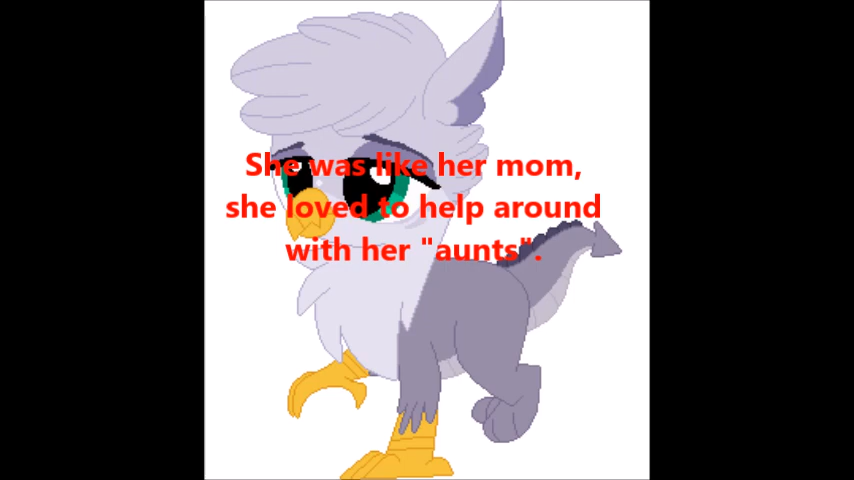 She was like her mom,
she loved to help around
with her "aunts".